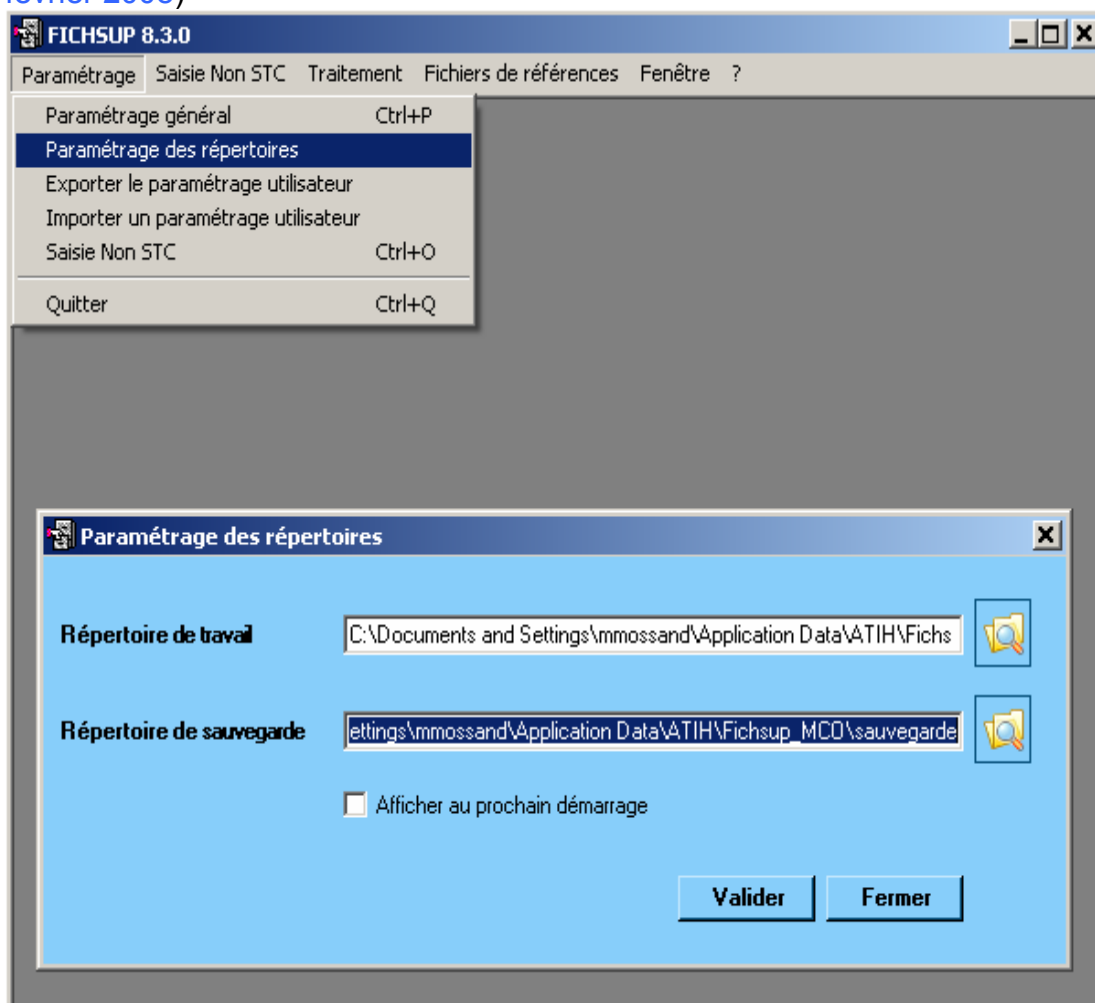 FICHSUP 8.3.0
Paramétrage Saisie Non STC Traitement Fichiers de références Fenêtre ?
Paramétrage général Ctrl+P
Paramétrage des répertoires
Exporter le paramétrage utilisateur
Importer un paramétrage utilisateur
Saisie Non STC Ctrl+O
Quitter Ctrl+Q
Paramétrage des répertoires
Répertoire de travail C:\Documents and Settings\mmossand\Application Data\ATIH\Fichs
Répertoire de sauvegarde ettings\mmossand\Application Data\ATIH\Fichsup_MCO\sauvegarde
Afficher au prochain démarrage
Valider Fermer